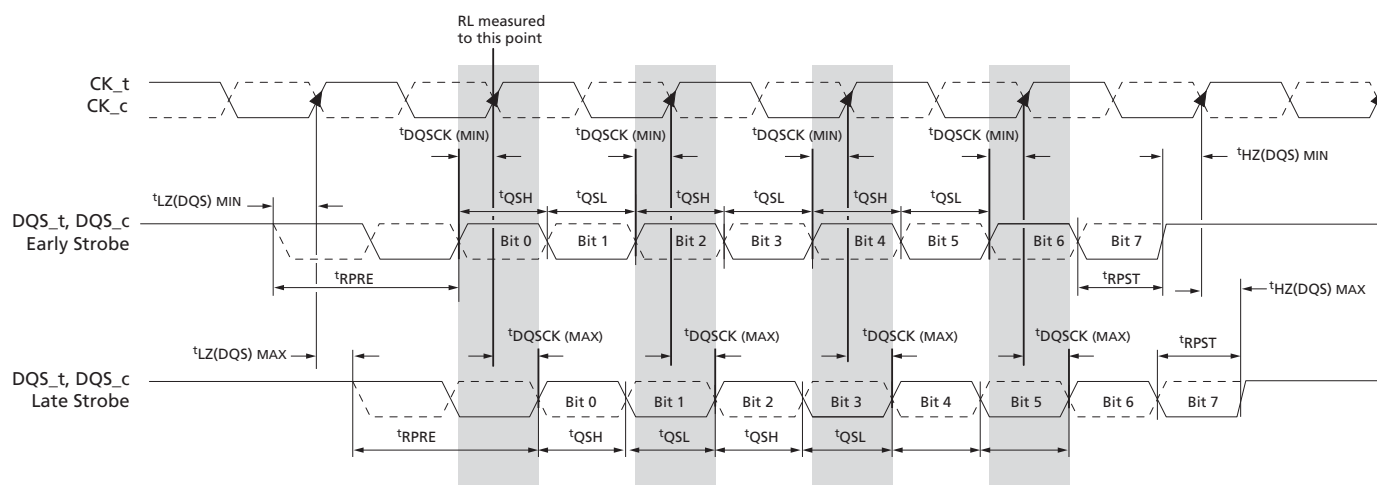 RL measured
to this point
CK_t
CK_c
tDQSCK (MIN) tDQSCK (MIN) tDQSCK (MIN) tDQSCK (MIN)
tHZ(DQS) MIN
tLZ(DQS) MIN
tQSH tQSL tQSH tQSL tQSH tQSL
DQS_t, DQS_c
Early Strobe
Bit 0 Bit 1 Bit 2 Bit 3 Bit 4 Bit 5 Bit 6 Bit 7
tRPRE
tRPST
tHZ(DQS) MAX
tDQSCK (MAX) tDQSCK (MAX) tDQSCK (MAX) tDQSCK (MAX)
tLZ(DQS) MAX
tRPST
DQS_t, DQS_c
Late Strobe
Bit 0 Bit 1 Bit 2 Bit 3 Bit 4 Bit 5 Bit 6 Bit 7
tRPRE
tQSH tQSL tQSH tQSL